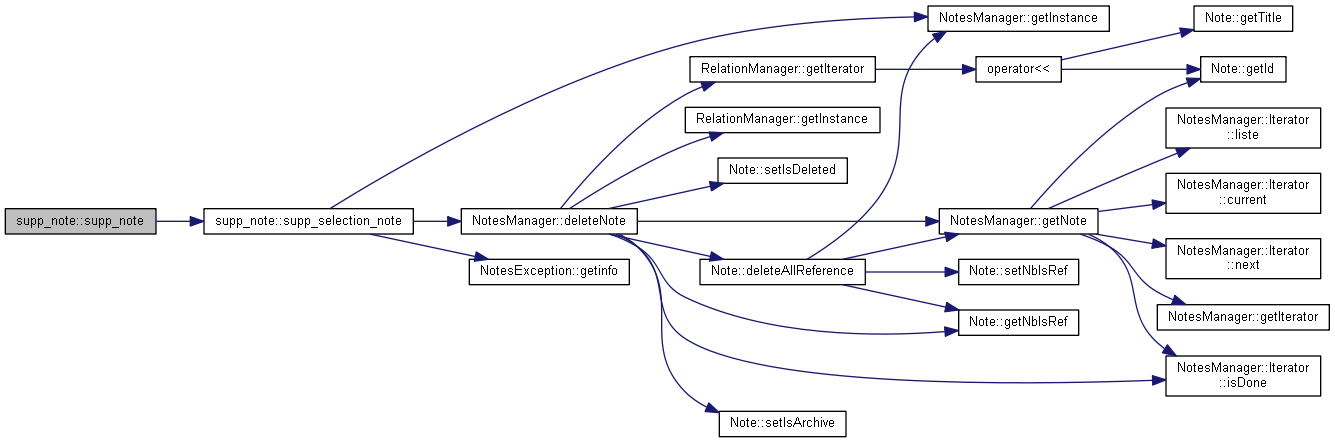 NotesManager::getInstance
Note::getTitle
RelationManager::getIterator
operator<<
Note::getId
RelationManager::getInstance
NotesManager::Iterator
::liste
Note::setIsDeleted
NotesManager::Iterator
::current
supp_note::supp_note
supp_note::supp_selection_note
NotesManager::deleteNote
NotesManager::getNote
NotesException::getinfo
Note::deleteAllReference
Note::setNbIsRef
NotesManager::Iterator
::next
Note::getNbIsRef
NotesManager::getIterator
NotesManager::Iterator
::isDone
Note::setIsArchive